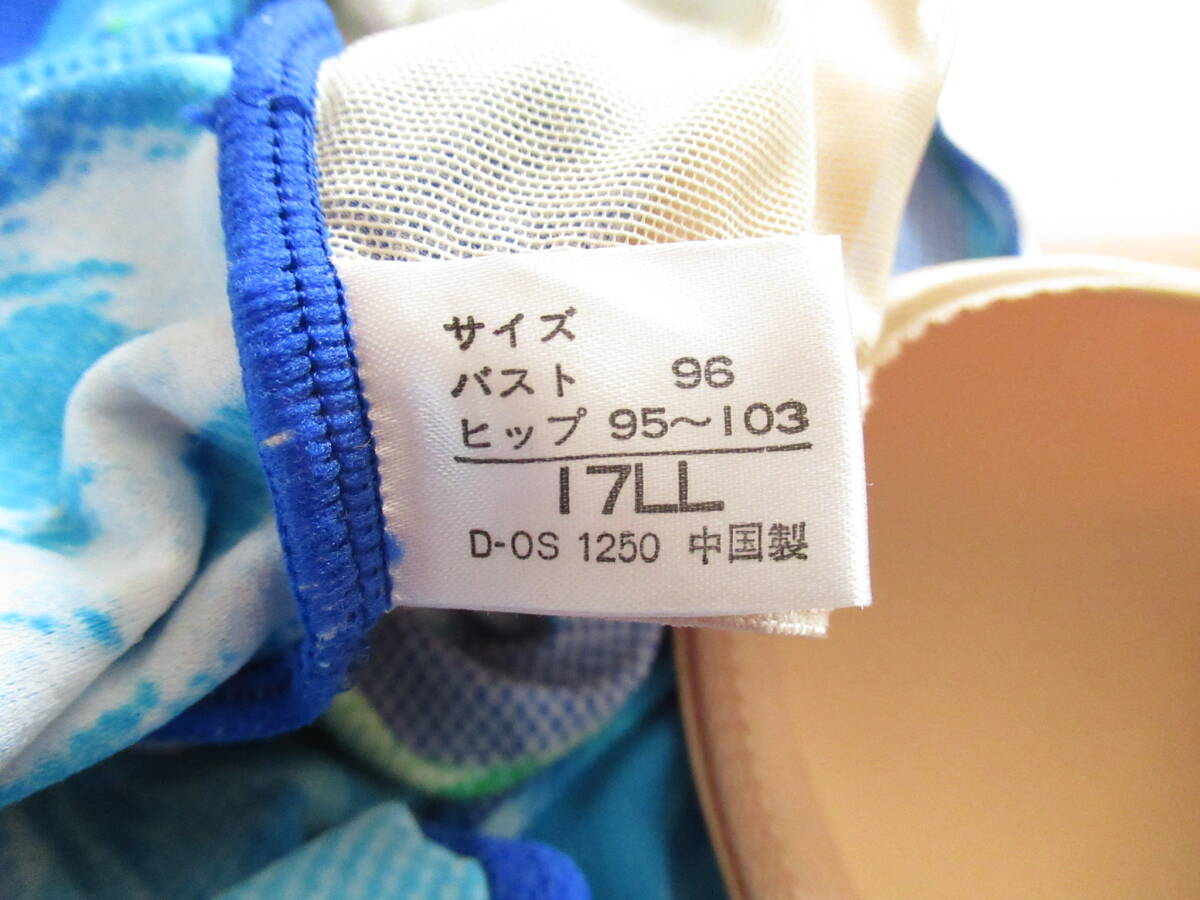 サイズ
バスト 96
ヒップ 95~103
17LL
D-OS 1250 中国製